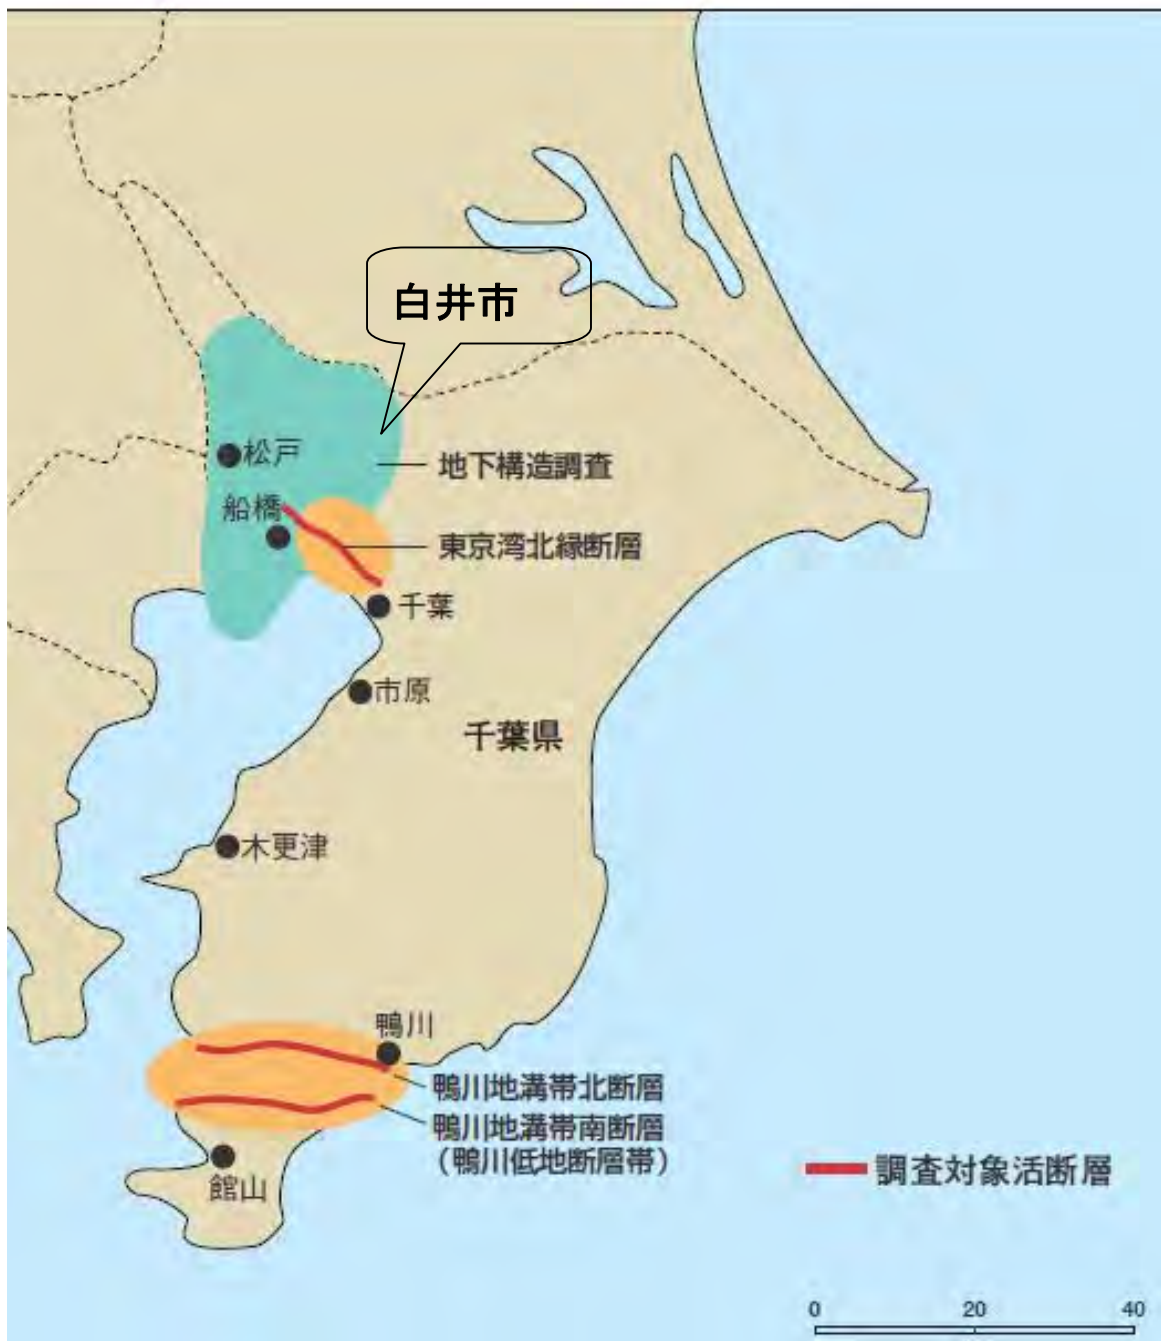 白井市
松戸
地下構造調査
船橋
東京湾北縁断層
千葉
市原
千葉県
木更津
鴨川
鴨川地溝帯北断層
鴨川地溝帯南断層
(鴨川低地断層帯)
館山
調査対象活断層
0 20 40